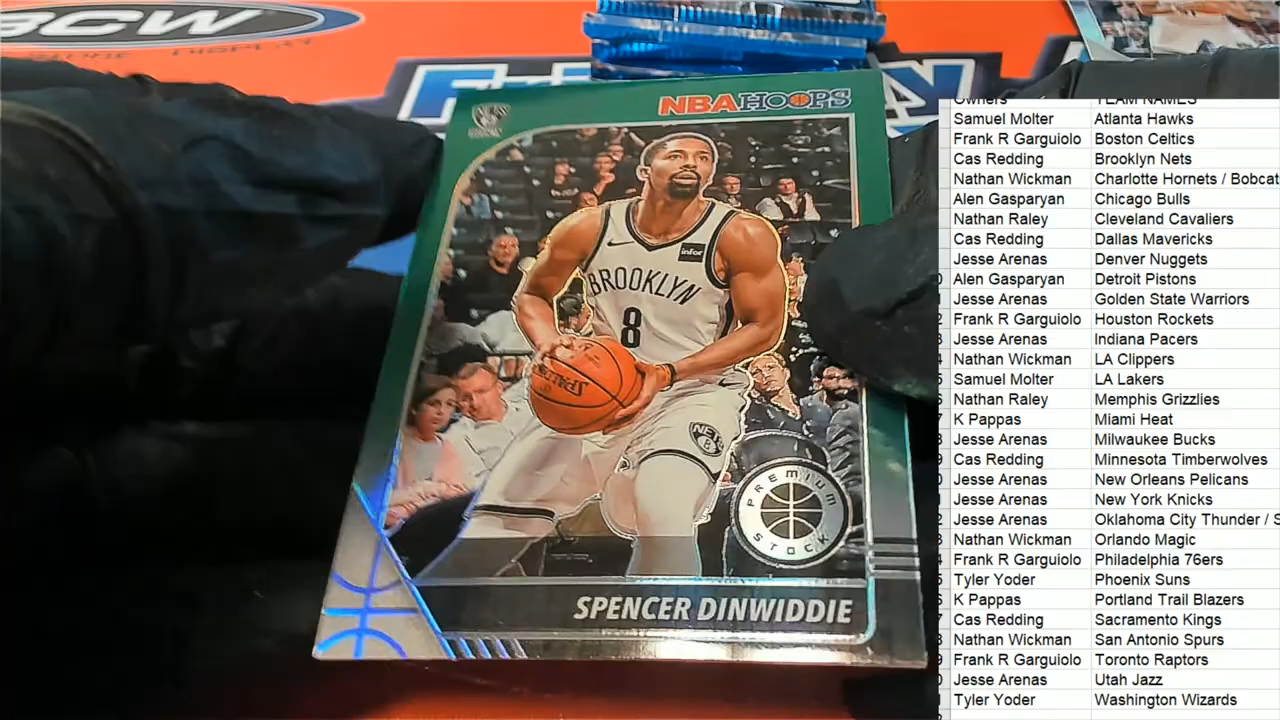 BCW
DISPLAY
NBA HOOPS
infor
BROOKLYN
8
SPALDING
NETS
PREMIUM
STOCK
SPENCER DINWIDDIE
Owners TEAM NAMES
Samuel Molter Atlanta Hawks
Frank R Garguiolo Boston Celtics
Cas Redding Brooklyn Nets
Nathan Wickman Charlotte Hornets / Bobcat
Alen Gasparyan Chicago Bulls
Nathan Raley Cleveland Cavaliers
Cas Redding Dallas Mavericks
Jesse Arenas Denver Nuggets
Alen Gasparyan Detroit Pistons
Jesse Arenas Golden State Warriors
Frank R Garguiolo Houston Rockets
Jesse Arenas Indiana Pacers
Nathan Wickman LA Clippers
Samuel Molter LA Lakers
Nathan Raley Memphis Grizzlies
K Pappas Miami Heat
Jesse Arenas Milwaukee Bucks
Cas Redding Minnesota Timberwolves
Jesse Arenas New Orleans Pelicans
Jesse Arenas New York Knicks
Jesse Arenas Oklahoma City Thunder / S
Nathan Wickman Orlando Magic
Frank R Garguiolo Philadelphia 76ers
Tyler Yoder Phoenix Suns
K Pappas Portland Trail Blazers
Cas Redding Sacramento Kings
Nathan Wickman San Antonio Spurs
Frank R Garguiolo Toronto Raptors
Jesse Arenas Utah Jazz
Tyler Yoder Washington Wizards